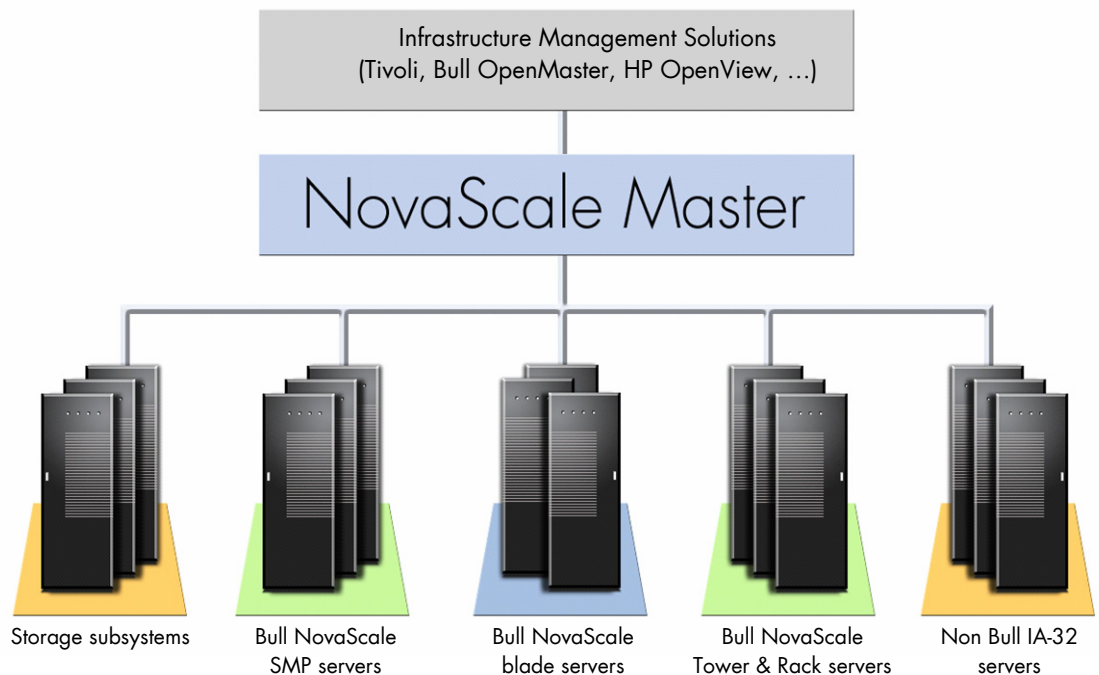 Infrastructure Management Solutions
(Tivoli, Bull OpenMaster, HP OpenView, ...)
NovaScale Master
Storage subsystems
Bull NovaScale
SMP servers
Bull NovaScale
blade servers
Bull NovaScale
Tower & Rack servers
Non Bull IA-32
servers